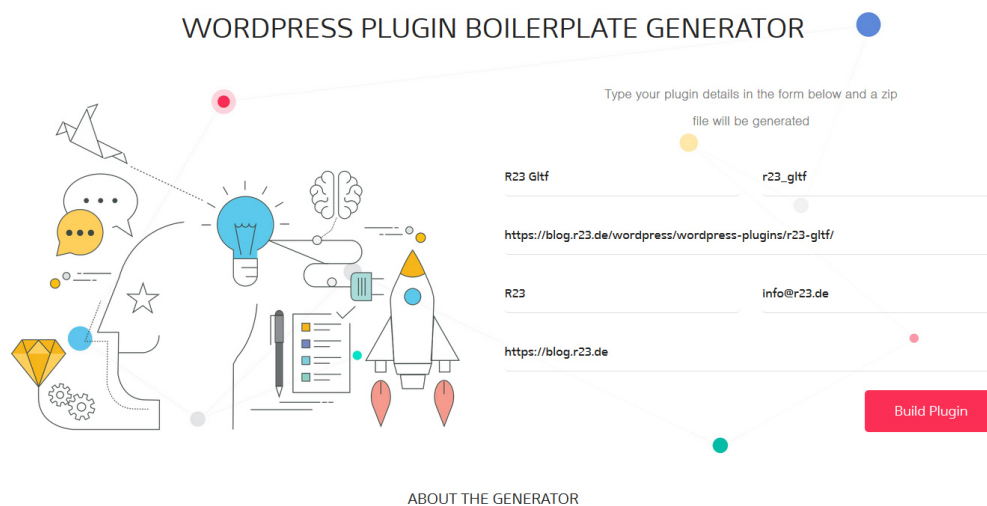 WORDPRESS PLUGIN BOILERPLATE GENERATOR
Type your plugin details in the form below and a zip
file will be generated
R23 Gltf
r23_gltf
https://blog.r23.de/wordpress/wordpress-plugins/r23-gltf/
R23
info@r23.de
https://blog.r23.de
Build Plugin
ABOUT THE GENERATOR